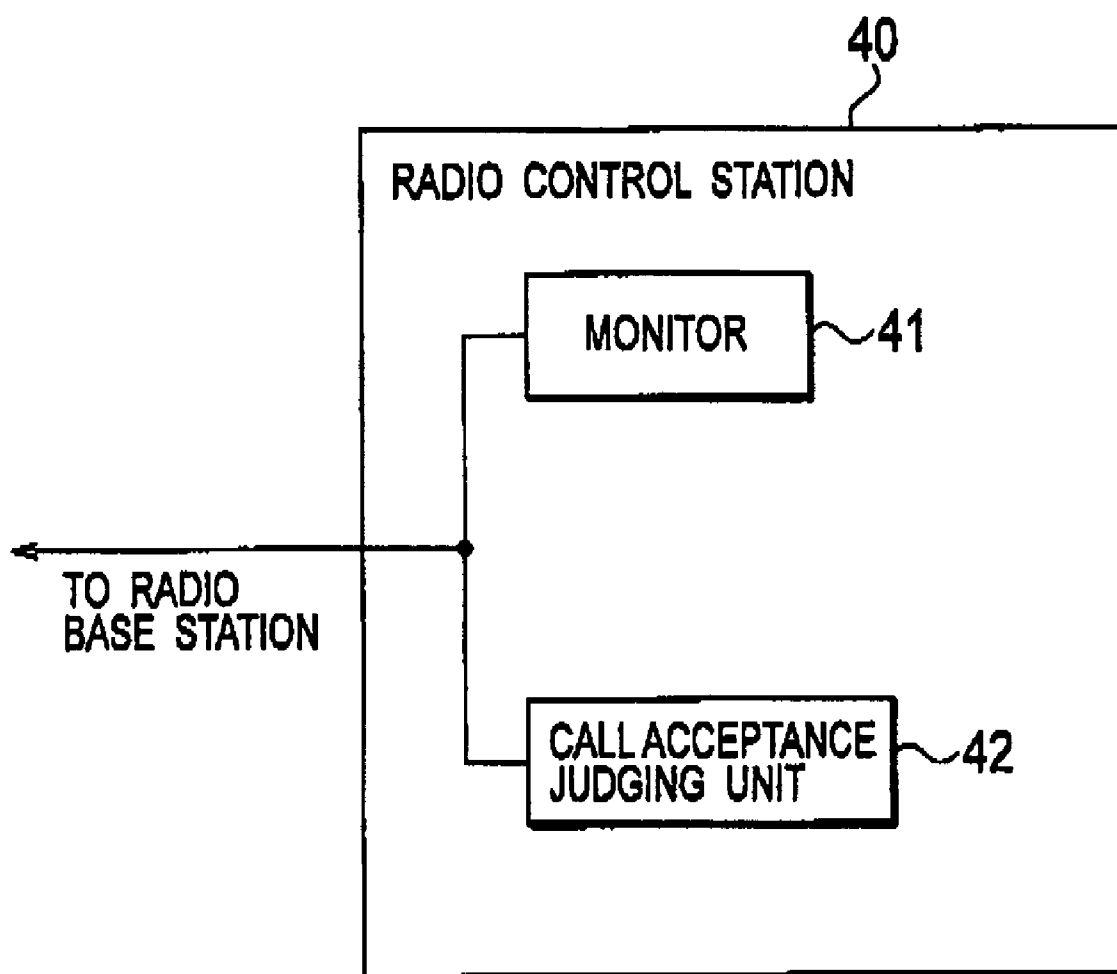 40
RADIO CONTROL STATION
MONITOR
41
TO RADIO
BASE STATION
CALL ACCEPTANCE
JUDGING UNIT
42